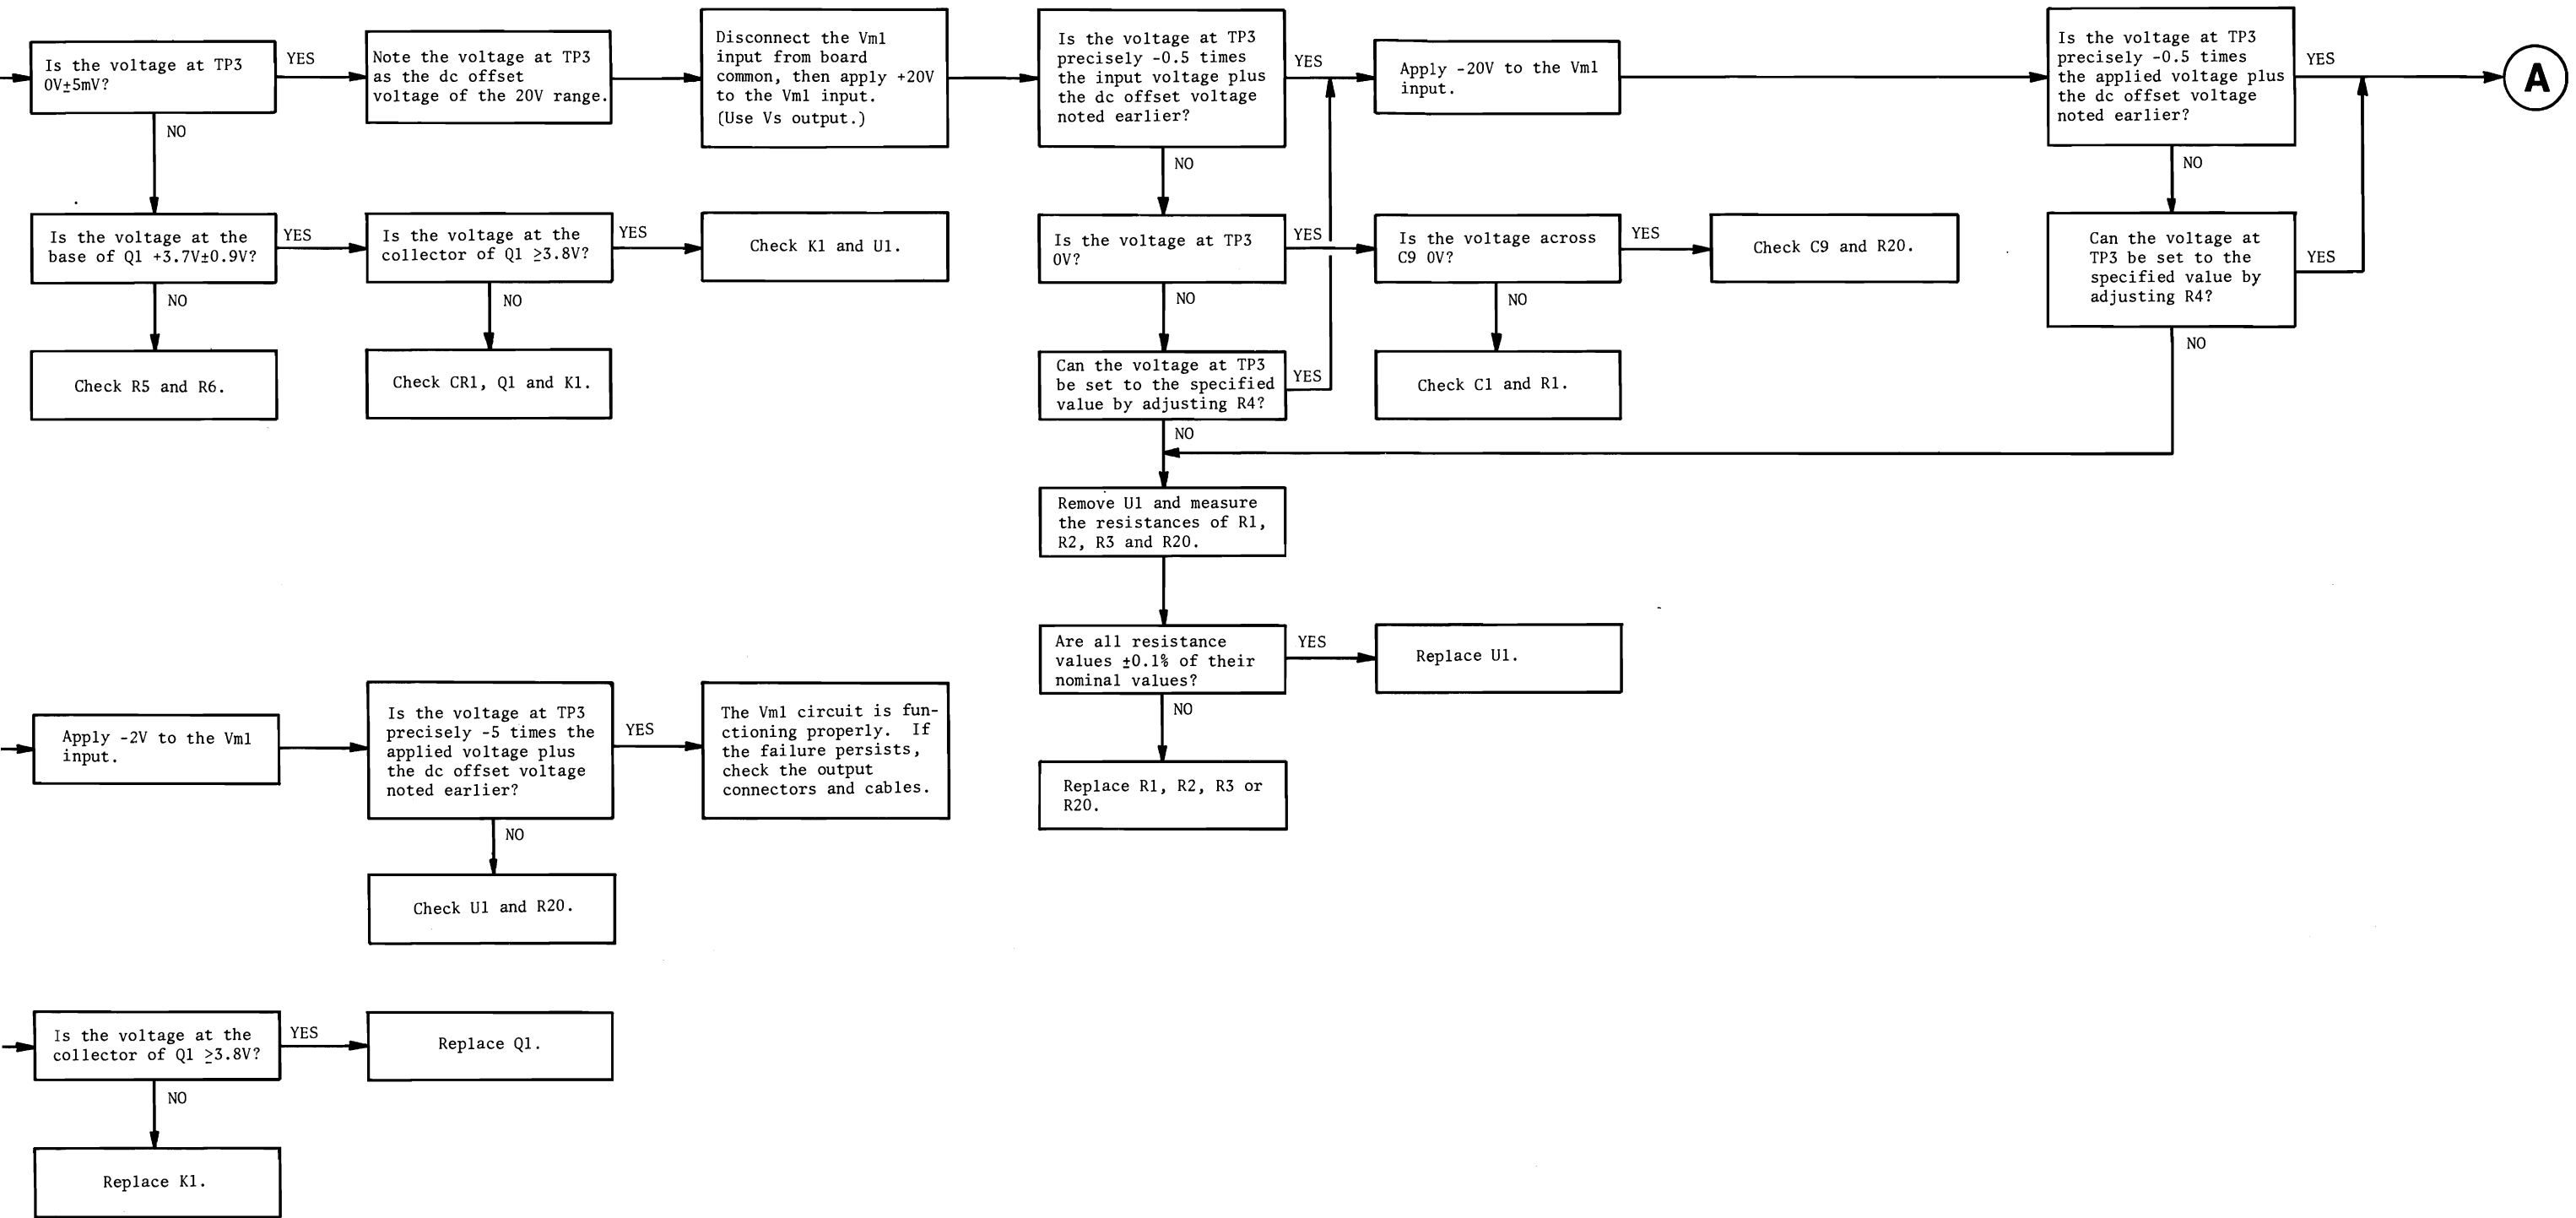 Is the voltage at TP3
0V±5mV?
YES
NO
Note the voltage at TP3
as the dc offset
voltage of the 20V range.
Disconnect the Vm1
input from board
common, then apply +20V
to the Vm1 input.
(Use Vs output.)
Is the voltage at TP3
precisely -0.5 times
the input voltage plus
the dc offset voltage
noted earlier?
YES
NO
Apply -20V to the Vm1
input.
Is the voltage at TP3
precisely -0.5 times
the applied voltage plus
the dc offset voltage
noted earlier?
YES
NO
A
Is the voltage at the
base of Q1 +3.7V±0.9V?
YES
NO
Is the voltage at the
collector of Q1 ≥3.8V?
YES
NO
Check K1 and U1.
Is the voltage at TP3
0V?
YES
NO
Is the voltage across
C9 0V?
YES
NO
Check C9 and R20.
Can the voltage at
TP3 be set to the
specified value by
adjusting R4?
YES
NO
Check R5 and R6.
Check CR1, Q1 and K1.
Can the voltage at TP3
be set to the specified
value by adjusting R4?
YES
NO
Check C1 and R1.
Remove U1 and measure
the resistances of R1,
R2, R3 and R20.
Are all resistance
values ±0.1% of their
nominal values?
YES
NO
Replace U1.
Replace R1, R2, R3 or
R20.
Apply -2V to the Vm1
input.
Is the voltage at TP3
precisely -5 times the
applied voltage plus
the dc offset voltage
noted earlier?
YES
NO
The Vm1 circuit is fun-
ctioning properly. If
the failure persists,
check the output
connectors and cables.
Check U1 and R20.
Is the voltage at the
collector of Q1 ≥3.8V?
YES
NO
Replace Q1.
Replace K1.